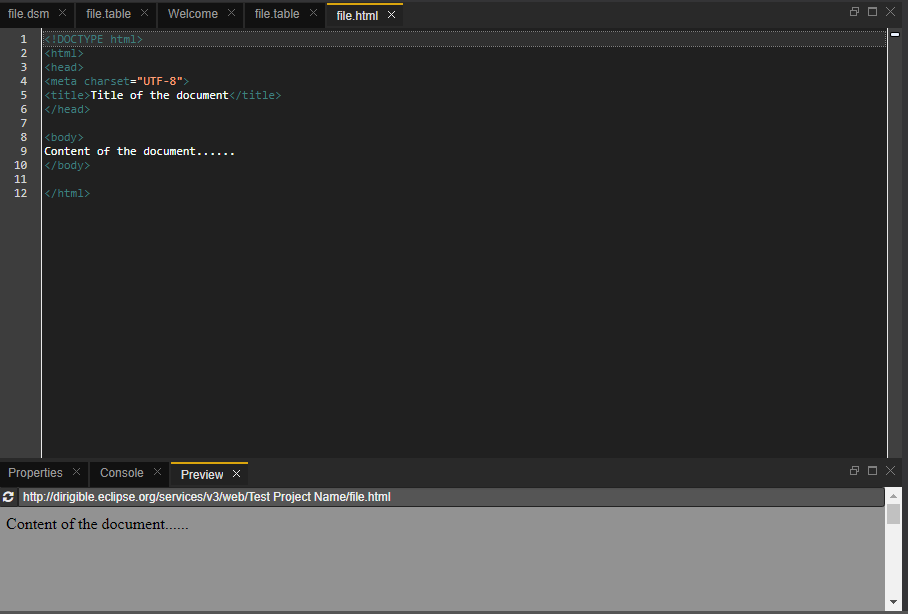 file.dsm file.table Welcome file.table file.html
1 <!DOCTYPE html>
2 <html>
3 <head>
4 <meta charset="UTF-8">
5 <title>Title of the document</title>
6 </head>
7
8 <body>
9 Content of the document......
10 </body>
11
12 </html>
Properties Console Preview
http://dirigible.eclipse.org/services/v3/web/Test Project Name/file.html
Content of the document......